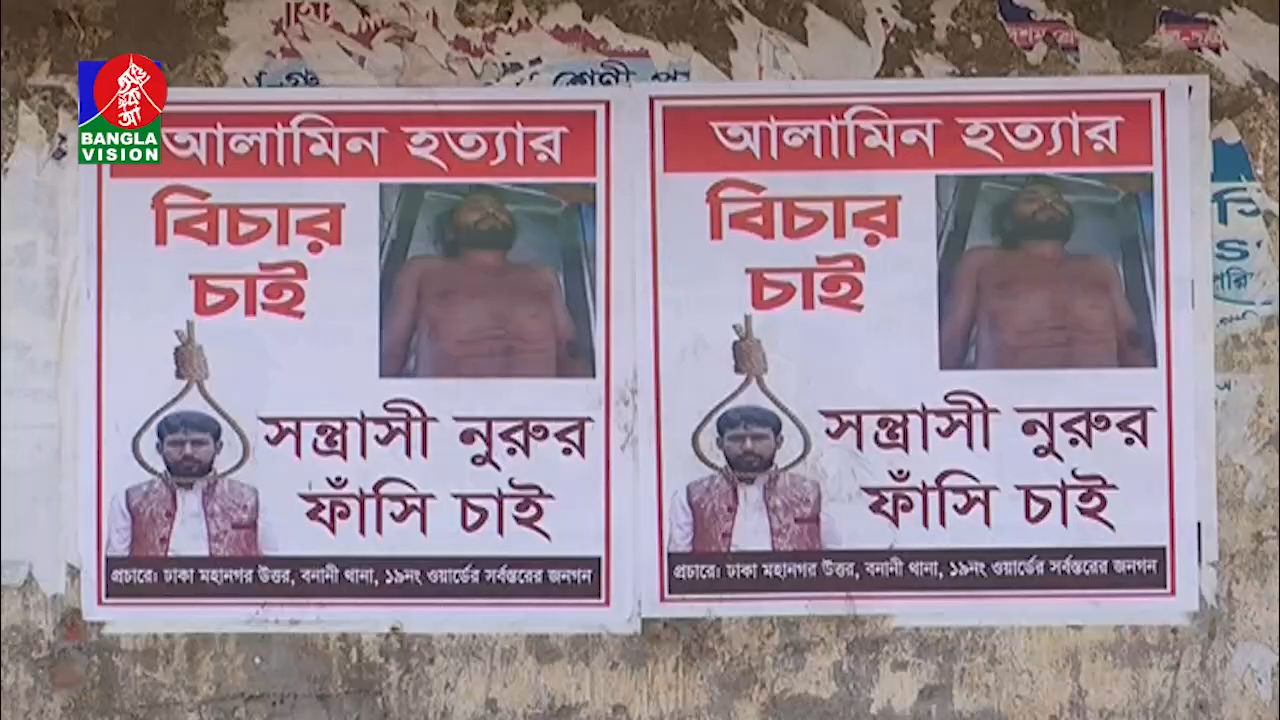 শ্রেণী
BANGLA
VISION
আলামিন হত্যার
বিচার
চাই
সন্ত্রাসী নুরুর
ফাঁসি চাই
প্রচারে: ঢাকা মহানগর উত্তর, বনানী থানা, ১৯নং ওয়ার্ডের সর্বস্তরের জনগন
আলামিন হত্যার
বিচার
চাই
সন্ত্রাসী নুরুর
ফাঁসি চাই
প্রচারে: ঢাকা মহানগর উত্তর, বনানী থানা, ১৯নং ওয়ার্ডের সর্বস্তরের জনগন